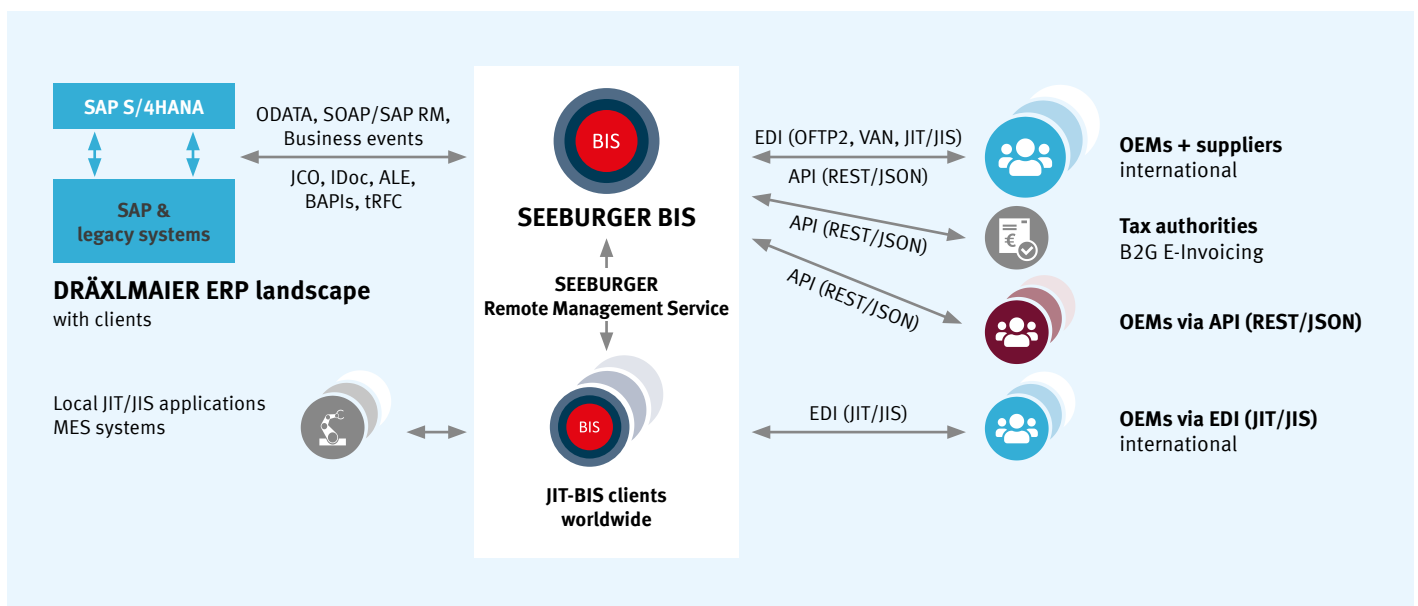 SAP S/4HANA
SAP &
legacy systems
DRÄXLMAIER ERP landscape
with clients
ODATA, SOAP/SAP RM,
Business events
JCO, IDoc, ALE,
BAPIs, tRFC
Local JIT/JIS applications
MES systems
BIS
SEEBURGER BIS
SEEBURGER
Remote Management Service
BIS
JIT-BIS clients
worldwide
EDI (OFTP2, VAN, JIT/JIS)
API (REST/JSON)
API (REST/JSON)
API (REST/JSON)
EDI (JIT/JIS)
OEMs + suppliers
international
€
Tax authorities
B2G E-Invoicing
OEMs via API (REST/JSON)
OEMs via EDI (JIT/JIS)
international